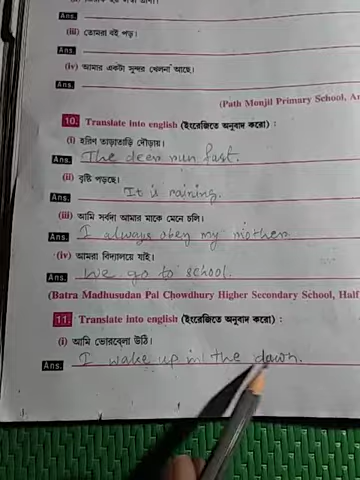 Ans.
(iii) তোমরা বই পড়।
Ans.
(iv) আমার একটা সুন্দর খেলনা আছে।
Ans.
(Path Monjil Primary School, An
10. Translate into english (ইংরেজিতে অনুবাদ করো) :
(i) হরিণ তাড়াতাড়ি দৌড়ায়।
Ans. The deer run fast.
(ii) বৃষ্টি পড়ছে।
Ans. It is raining.
(iii) আমি সর্বদা আমার মাকে মেনে চলি।
Ans. I always obey my mother
(iv) আমরা বিদ্যালয়ে যাই।
Ans. We go to school.
(Batra Madhusudan Pal Chowdhury Higher Secondary School, Half
11. Translate into english (ইংরেজিতে অনুবাদ করো) :
(i) আমি ভোরবেলা উঠি।
Ans. I wake up in the dawn.